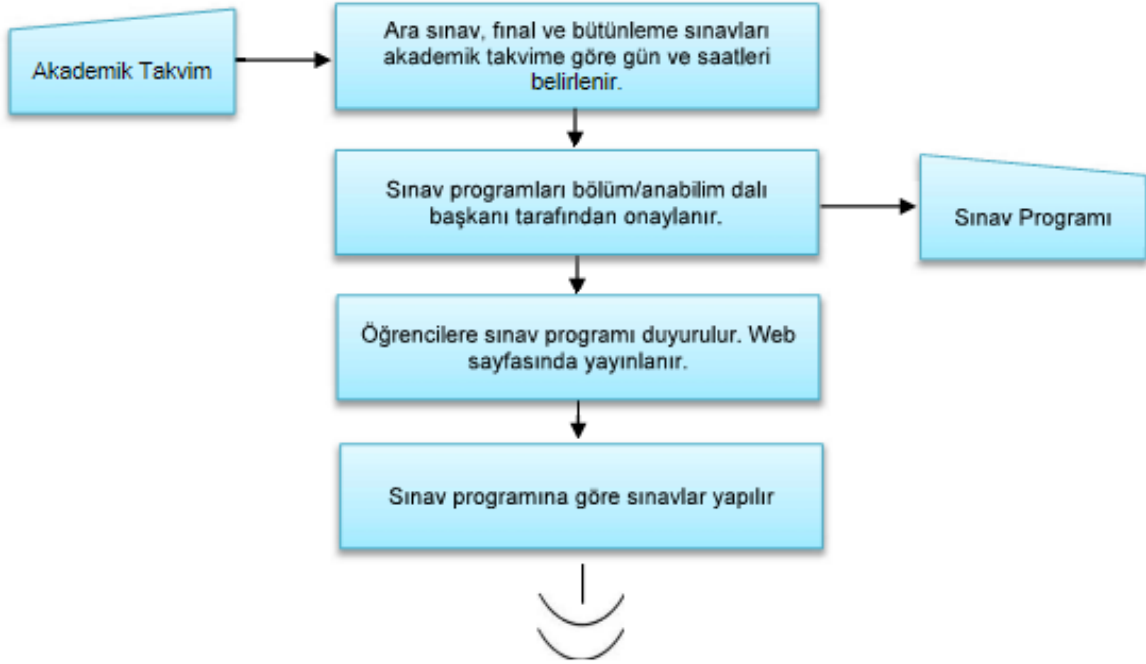 Akademik Takvim
Ara sınav, fınal ve bütünleme sınavları
akademik takvime göre gün ve saatleri
belirlenir.
Sınav programları bölüm/anabilim dalı
başkanı tarafından onaylanır.
Sınav Programı
Öğrencilere sınav programı duyurulur. Web
sayfasında yayınlanır.
Sınav programına göre sınavlar yapılır